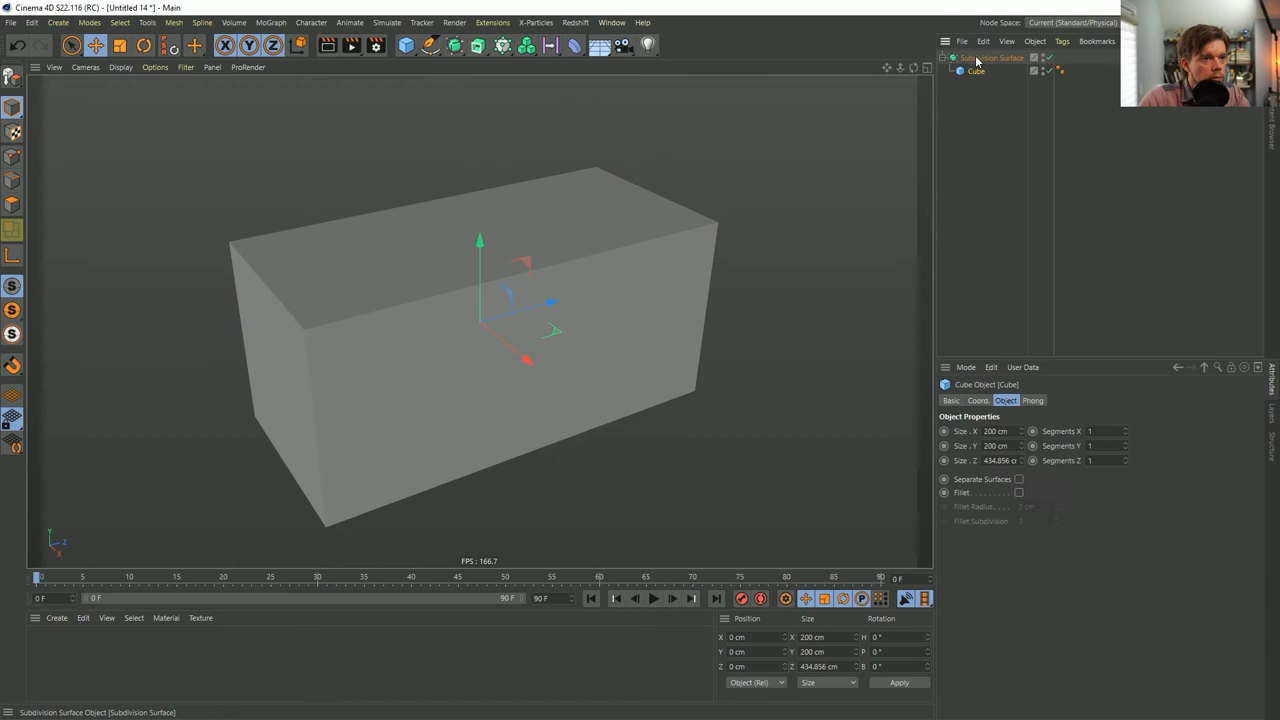 Cinema 4D S22.116 (RC) - [Untitled 14 *] - Main
File Edit Create Modes Select Tools Mesh Spline Volume MoGraph Character Animate Simulate Tracker Render Extensions X-Particles Redshift Window Help Node Space: Current (Standard/Physical)
File Edit View Object Tags Bookmarks
View Cameras Display Options Filter Panel ProRender
Subdivision Surface
Cube
Mode Edit User Data
Cube Object [Cube]
Basic Coord. Object Phong
Object Properties
Size . X 200 cm Segments X 1
Size . Y 200 cm Segments Y 1
Size . Z 434.856 cr Segments Z 1
Separate Surfaces
Fillet
Fillet Radius
Fillet Subdivision
Y
Z
X
FPS : 166.7
0 5 10 15 20 25 30 35 40 45 50 55 60 65 70 75 80 85 90 0 F
0 F 0 F 90 F 90 F
Create Edit View Select Material Texture
Position Size Rotation
X 0 cm X 200 cm H 0 °
Y 0 cm Y 200 cm P 0 °
Z 0 cm Z 434.856 cm B 0 °
Object (Rel) Size Apply
Subdivision Surface Object [Subdivision Surface]
Attributes
Layers
Structure